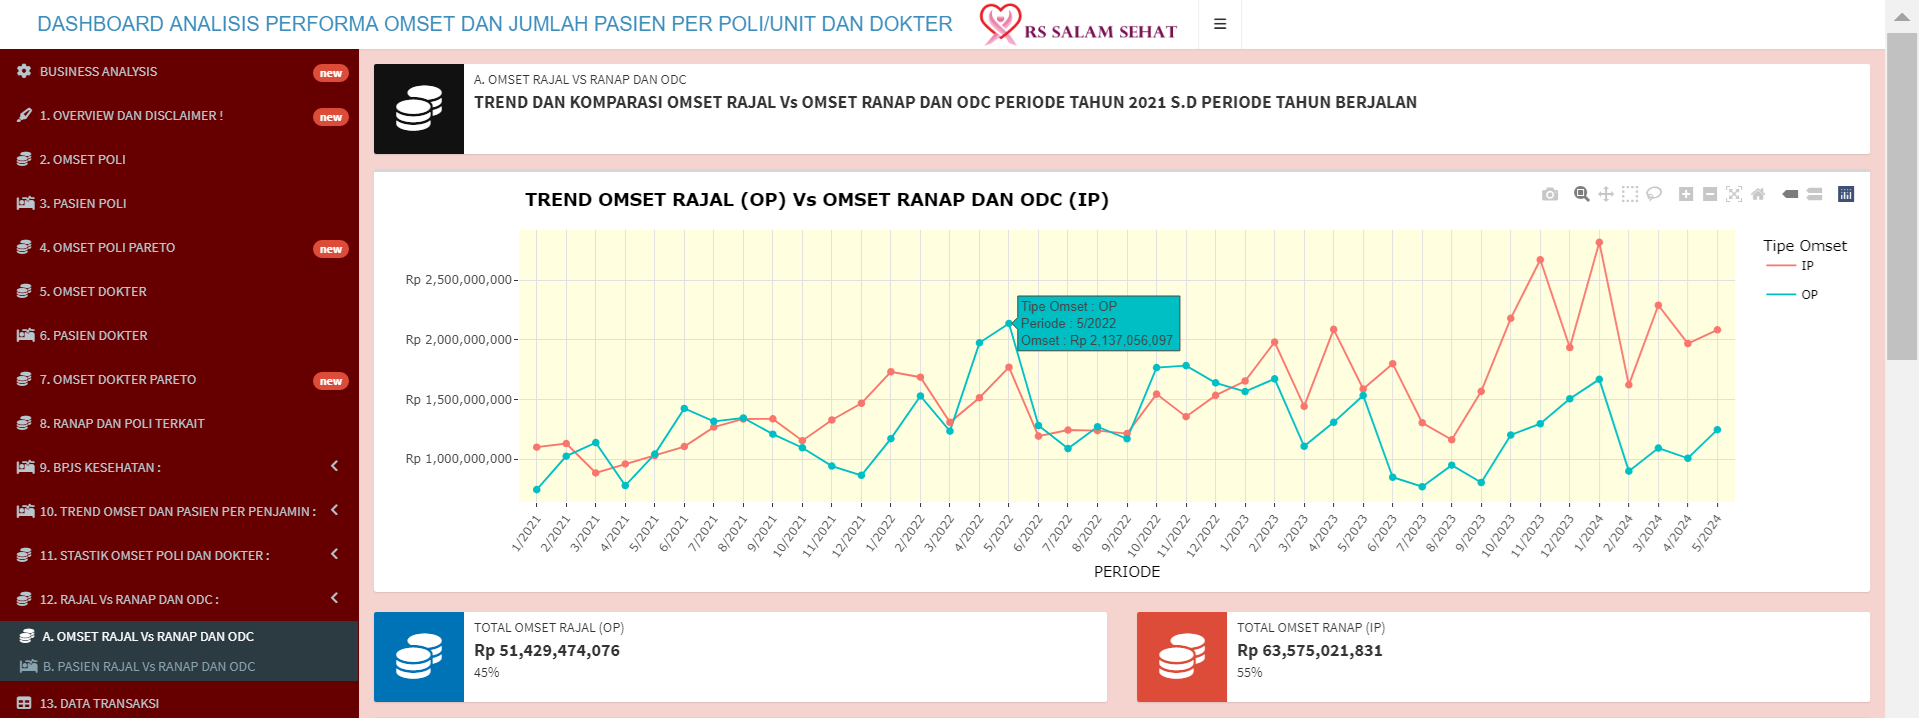 DASHBOARD ANALISIS PERFORMA OMSET DAN JUMLAH PASIEN PER POLI/UNIT DAN DOKTER
RS SALAM SEHAT
BUSINESS ANALYSIS new
1. OVERVIEW DAN DISCLAIMER ! new
2. OMSET POLI
3. PASIEN POLI
4. OMSET POLI PARETO new
5. OMSET DOKTER
6. PASIEN DOKTER
7. OMSET DOKTER PARETO new
8. RANAP DAN POLI TERKAIT
9. BPJS KESEHATAN :
10. TREND OMSET DAN PASIEN PER PENJAMIN :
11. STASTIK OMSET POLI DAN DOKTER :
12. RAJAL Vs RANAP DAN ODC :
A. OMSET RAJAL Vs RANAP DAN ODC
B. PASIEN RAJAL Vs RANAP DAN ODC
13. DATA TRANSAKSI
A. OMSET RAJAL VS RANAP DAN ODC
TREND DAN KOMPARASI OMSET RAJAL Vs OMSET RANAP DAN ODC PERIODE TAHUN 2021 S.D PERIODE TAHUN BERJALAN
TREND OMSET RAJAL (OP) Vs OMSET RANAP DAN ODC (IP)
Rp 2,500,000,000
Rp 2,000,000,000
Rp 1,500,000,000
Rp 1,000,000,000
Tipe Omset : OP
Periode : 5/2022
Omset : Rp 2,137,056,097
Tipe Omset
IP
OP
1/2021
2/2021
3/2021
4/2021
5/2021
6/2021
7/2021
8/2021
9/2021
10/2021
11/2021
12/2021
1/2022
2/2022
3/2022
4/2022
5/2022
6/2022
7/2022
8/2022
9/2022
10/2022
11/2022
12/2022
1/2023
2/2023
3/2023
4/2023
5/2023
6/2023
7/2023
8/2023
9/2023
10/2023
11/2023
12/2023
1/2024
2/2024
3/2024
4/2024
5/2024
PERIODE
TOTAL OMSET RAJAL (OP)
Rp 51,429,474,076
45%
TOTAL OMSET RANAP (IP)
Rp 63,575,021,831
55%